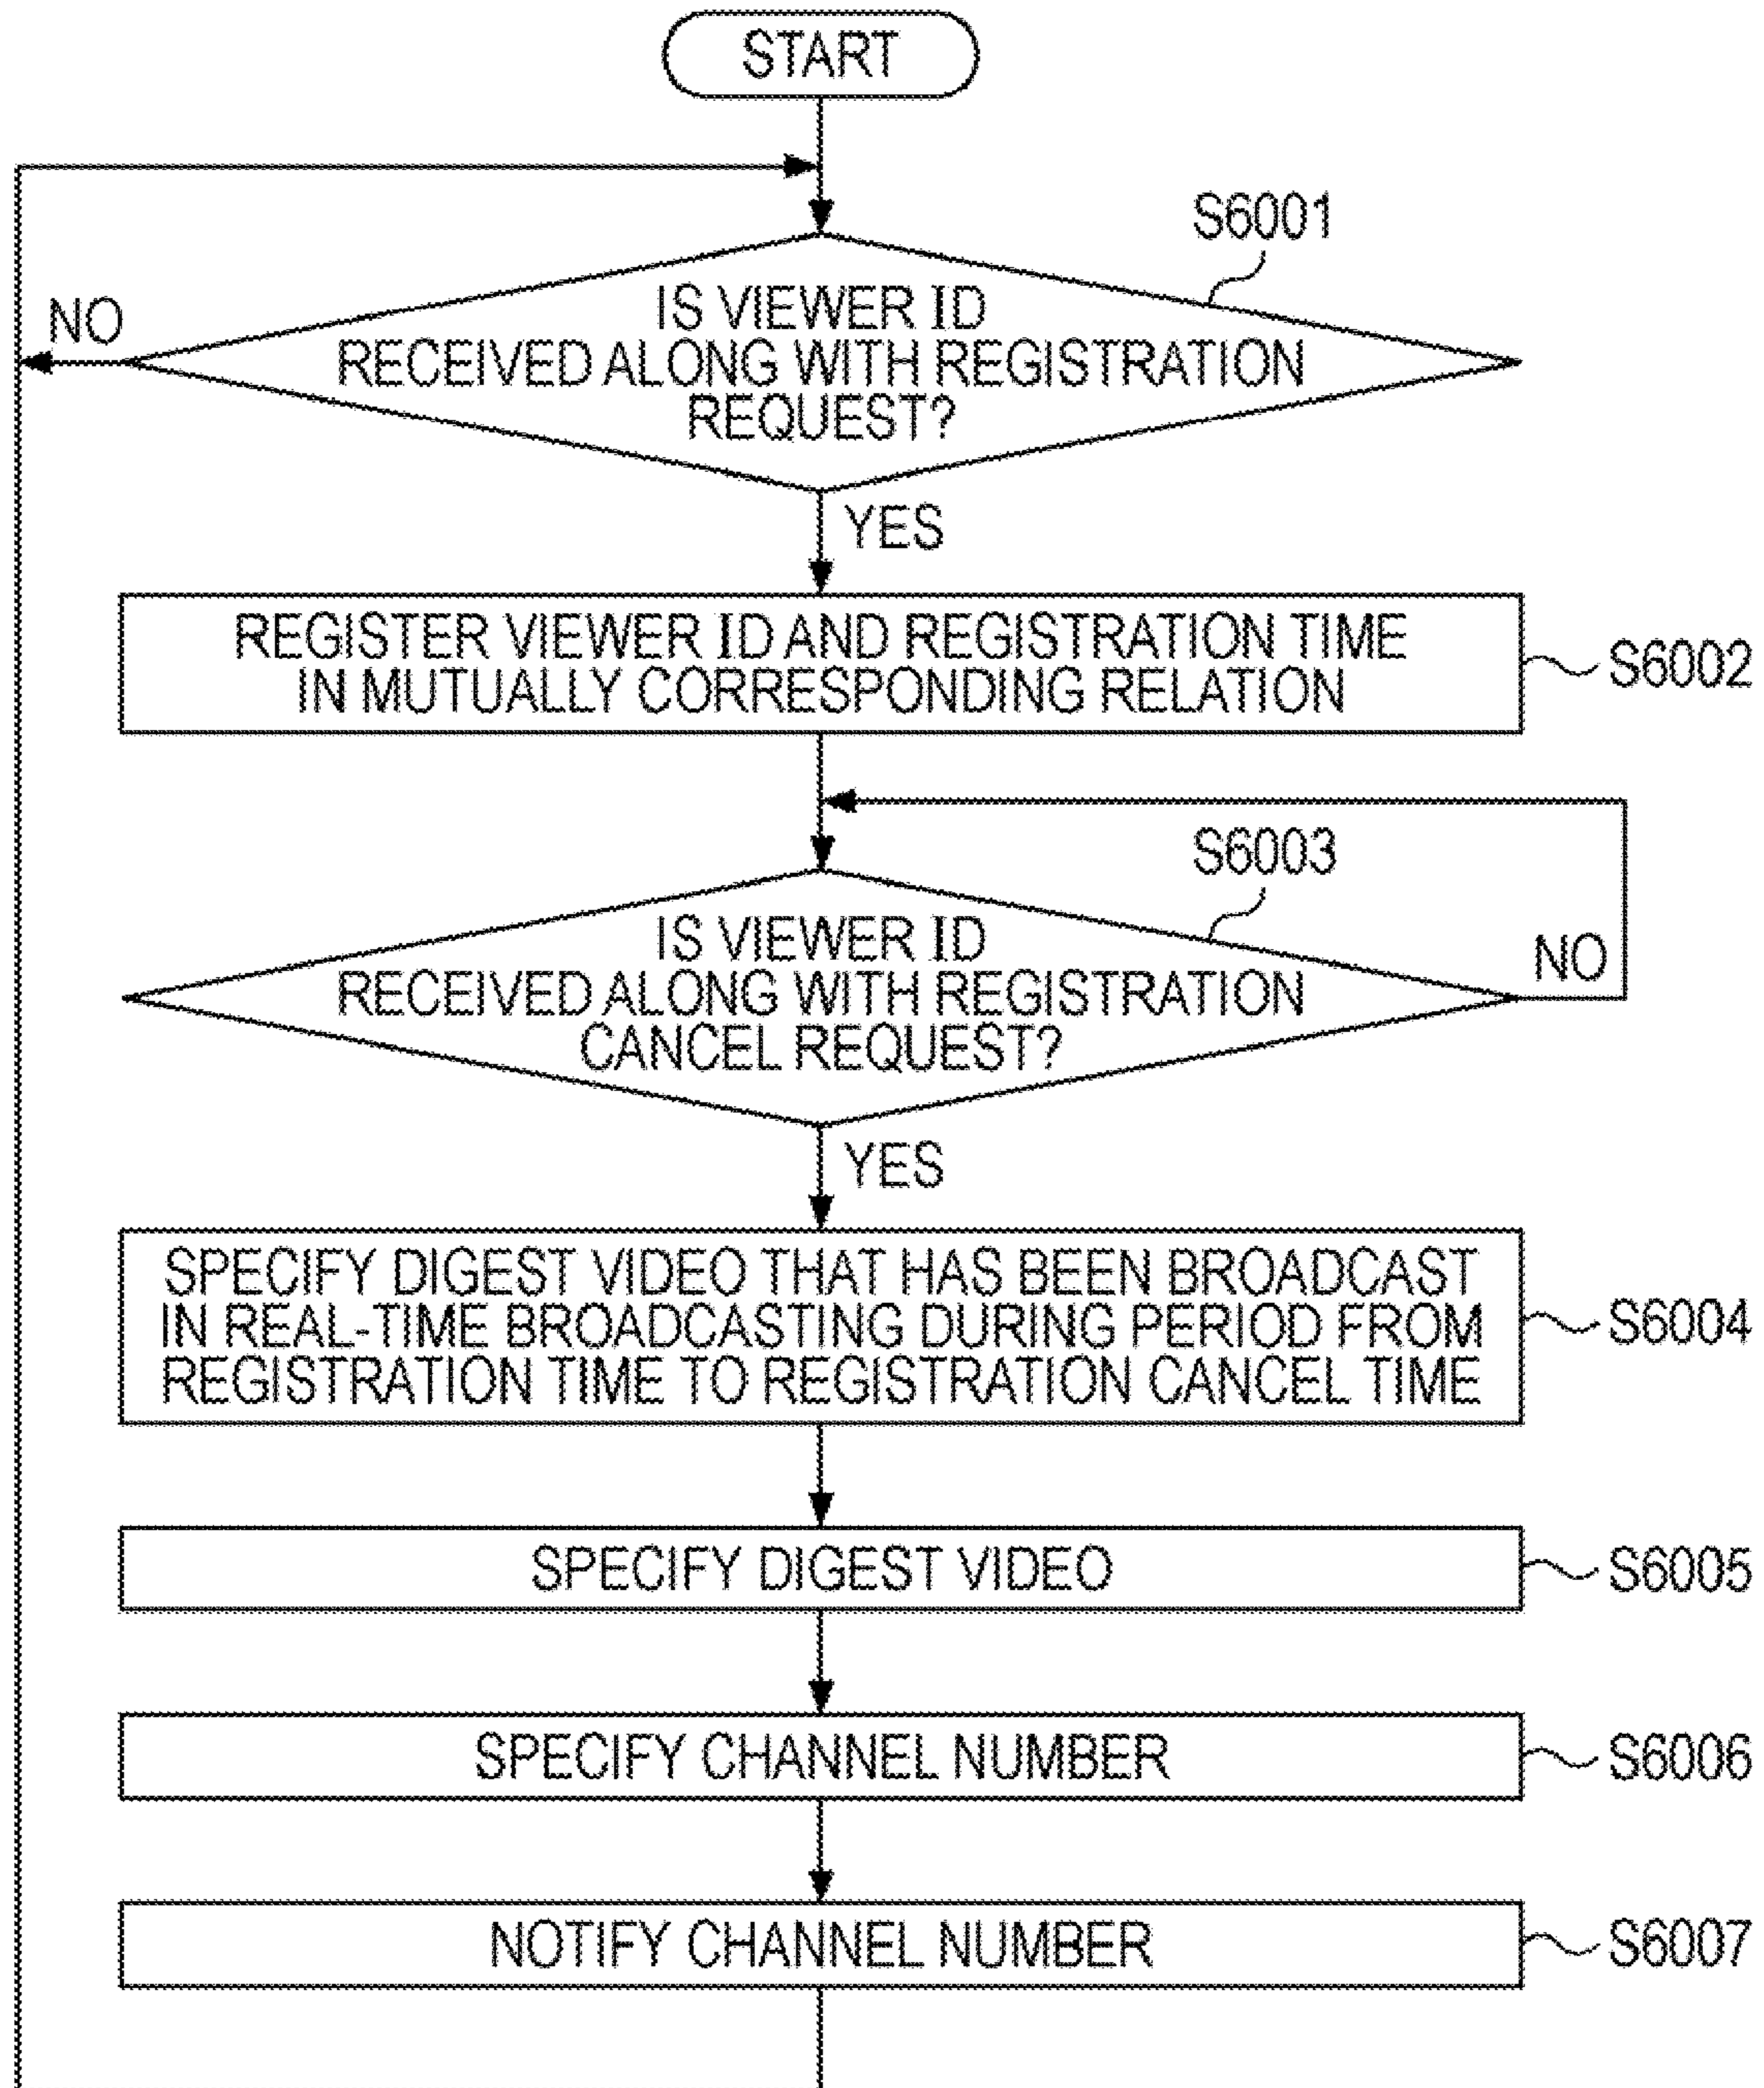 START
S6001
IS VIEWER ID
RECEIVED ALONG WITH REGISTRATION
REQUEST?
NO
YES
REGISTER VIEWER ID AND REGISTRATION TIME
IN MUTUALLY CORRESPONDING RELATION
S6002
S6003
IS VIEWER ID
RECEIVED ALONG WITH REGISTRATION
CANCEL REQUEST?
NO
YES
SPECIFY DIGEST VIDEO THAT HAS BEEN BROADCAST
IN REAL-TIME BROADCASTING DURING PERIOD FROM
REGISTRATION TIME TO REGISTRATION CANCEL TIME
S6004
SPECIFY DIGEST VIDEO
S6005
SPECIFY CHANNEL NUMBER
S6006
NOTIFY CHANNEL NUMBER
S6007